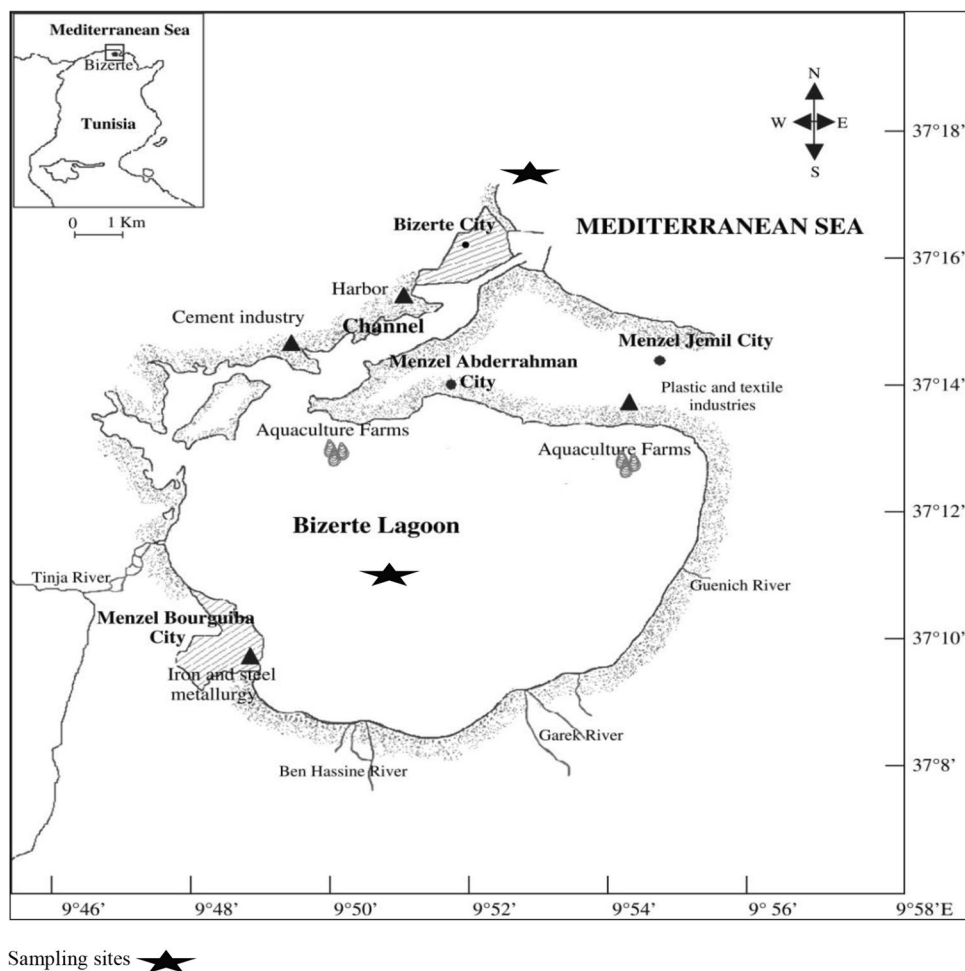 Mediterranean Sea
Bizerte
Tunisia
0 1 Km
N
W E
S
37°18'
MEDITERRANEAN SEA
Bizerte City
37°16'
Harbor
Cement industry
Channel
Menzel Jemil City
Menzel Abderrahman
City
37°14'
Plastic and textile
industries
Aquaculture Farms
Aquaculture Farms
37°12'
Bizerte Lagoon
Tinja River
Guenich River
Menzel Bourguiba
City
37°10'
Iron and steel
metallurgy
Garek River
Ben Hassine River
37°8'
9°46' 9°48' 9°50' 9°52' 9°54' 9° 56' 9°58'E
Sampling sites